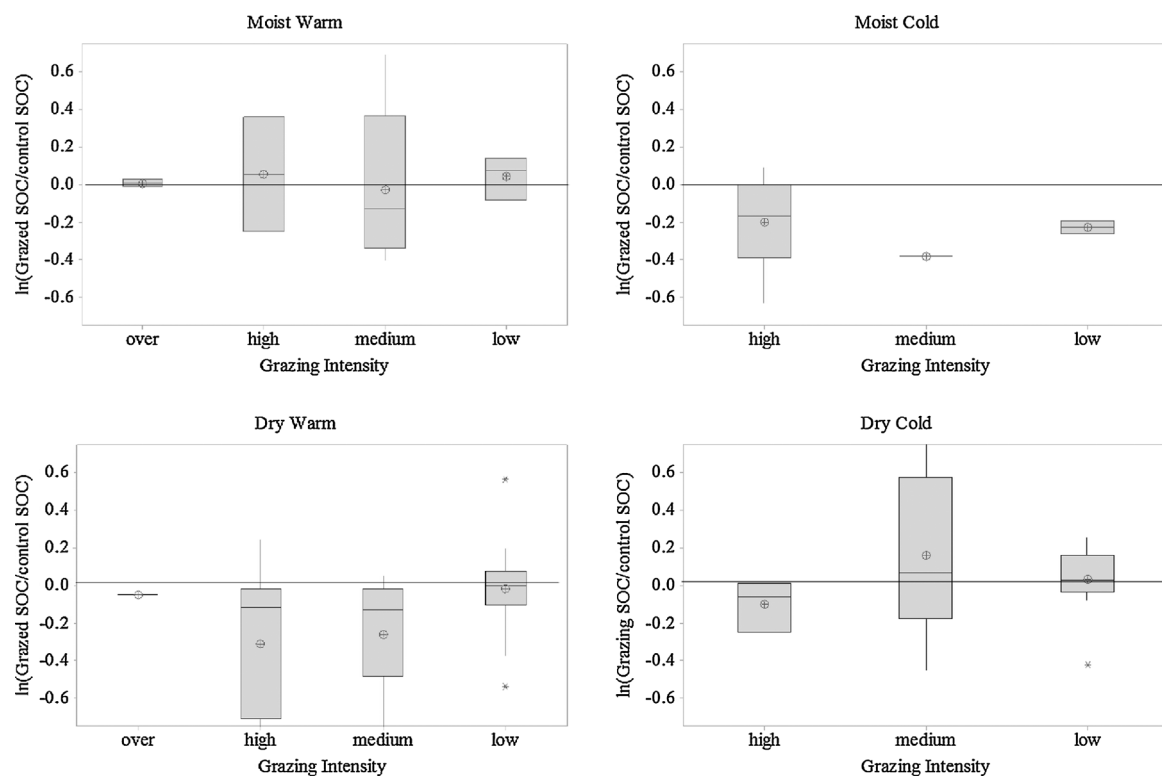 Moist Warm
ln(Grazed SOC/control SOC)
0.6
0.4
0.2
0.0
-0.2
-0.4
-0.6
over high medium low
Grazing Intensity
Moist Cold
ln(Grazed SOC/control SOC)
0.6
0.4
0.2
0.0
-0.2
-0.4
-0.6
high medium low
Grazing Intensity
Dry Warm
ln(Grazed SOC/control SOC)
0.6
0.4
0.2
0.0
-0.2
-0.4
-0.6
over high medium low
Grazing Intensity
Dry Cold
ln(Grazing SOC/control SOC)
0.6
0.4
0.2
0.0
-0.2
-0.4
-0.6
high medium low
Grazing Intensity